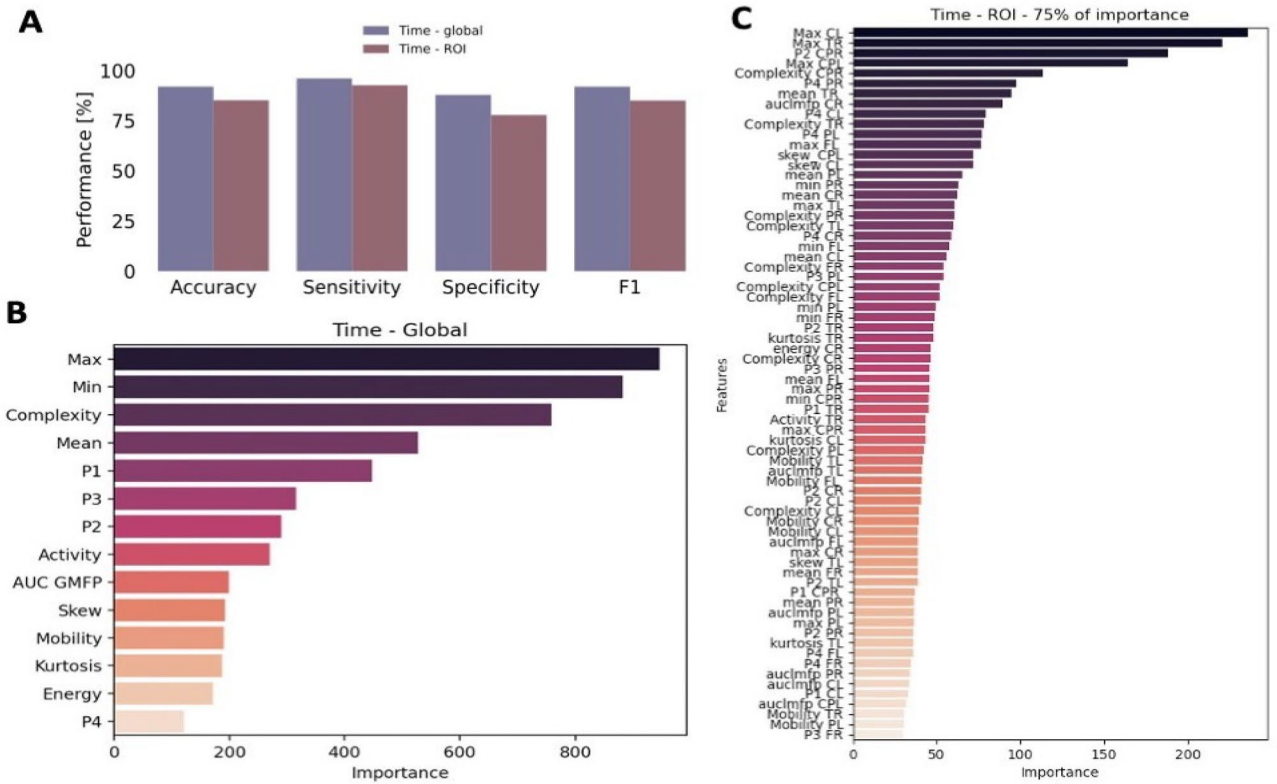 A
Time - global
Time - ROI
100
75
50
25
0
Performance [%]
Accuracy
Sensitivity
Specificity
F1
B
Time - Global
Max
Min
Complexity
Mean
P1
P3
P2
Activity
AUC GMFP
Skew
Mobility
Kurtosis
Energy
P4
0
200
400
600
800
Importance
C
Time - ROI - 75% of importance
Features
Max CL
Max TR
P2 CPR
Max CPL
Complexity CPR
P4 PR
mean TR
auclmfp CR
P4 CL
Complexity TR
P4 PL
max FL
skew CPL
skew CL
mean PL
min PR
mean CR
max TL
Complexity PR
Complexity TL
P4 CR
min FL
mean CL
Complexity FR
P3 PL
Complexity CPL
Complexity FL
min PL
min FR
P2 TR
kurtosis TR
energy CR
Complexity CR
P3 PR
mean FL
max PR
min CPR
P1 TR
Activity TR
max CPR
kurtosis CL
Complexity PL
Mobility TL
auclmfp TL
Mobility FL
P2 CR
P2 CL
Complexity CL
Mobility CR
Mobility CL
auclmfp FL
max CR
skew TL
mean FR
P2 TL
P1 CPR
mean PR
auclmfp PL
max PL
P2 PR
kurtosis TL
P4 FL
P4 FR
auclmfp PR
auclmfp CL
P1 CL
auclmfp CPL
Mobility TR
Mobility PL
P3 FR
0
50
100
150
200
Importance